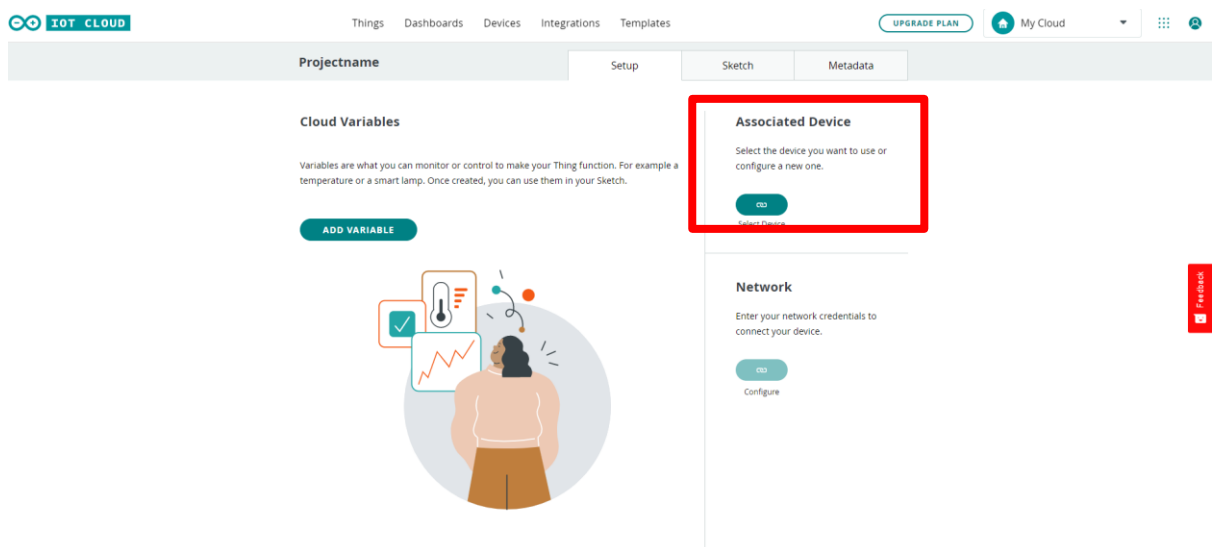 IOT CLOUD
Things Dashboards Devices Integrations Templates
UPGRADE PLAN
My Cloud
Projectname
Setup Sketch Metadata
Cloud Variables
Variables are what you can monitor or control to make your Thing function. For example a
temperature or a smart lamp. Once created, you can use them in your Sketch.
ADD VARIABLE
Associated Device
Select the device you want to use or
configure a new one.
Select Device
Network
Enter your network credentials to
connect your device.
Configure
Feedback